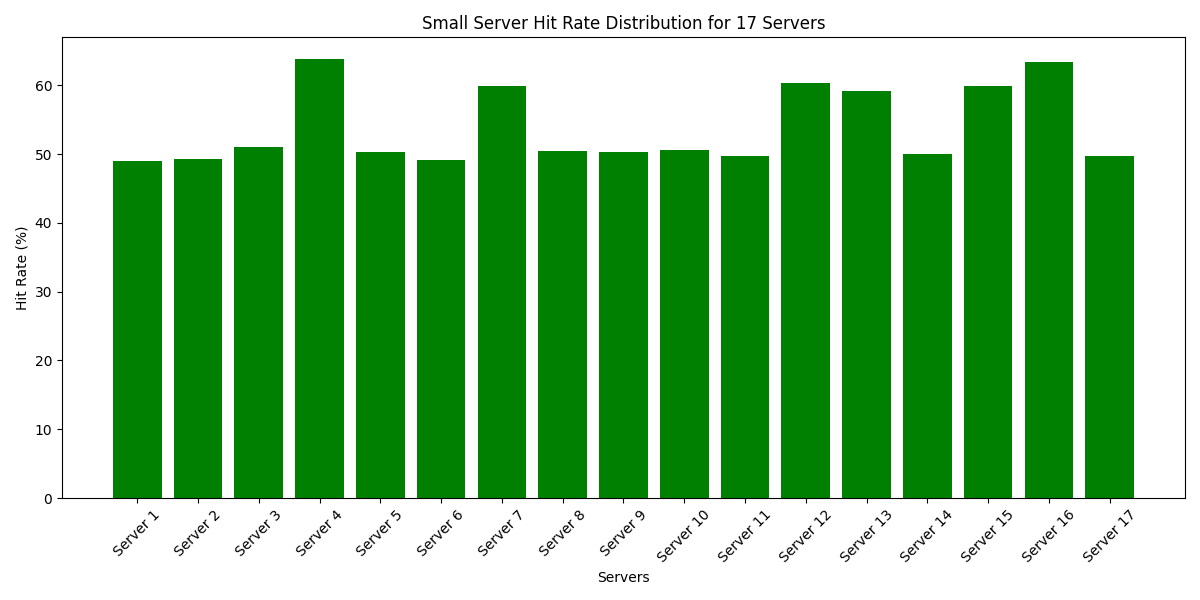 Small Server Hit Rate Distribution for 17 Servers
Hit Rate (%)
60
50
40
30
20
10
0
Server 1
Server 2
Server 3
Server 4
Server 5
Server 6
Server 7
Server 8
Server 9
Server 10
Server 11
Server 12
Server 13
Server 14
Server 15
Server 16
Server 17
Servers